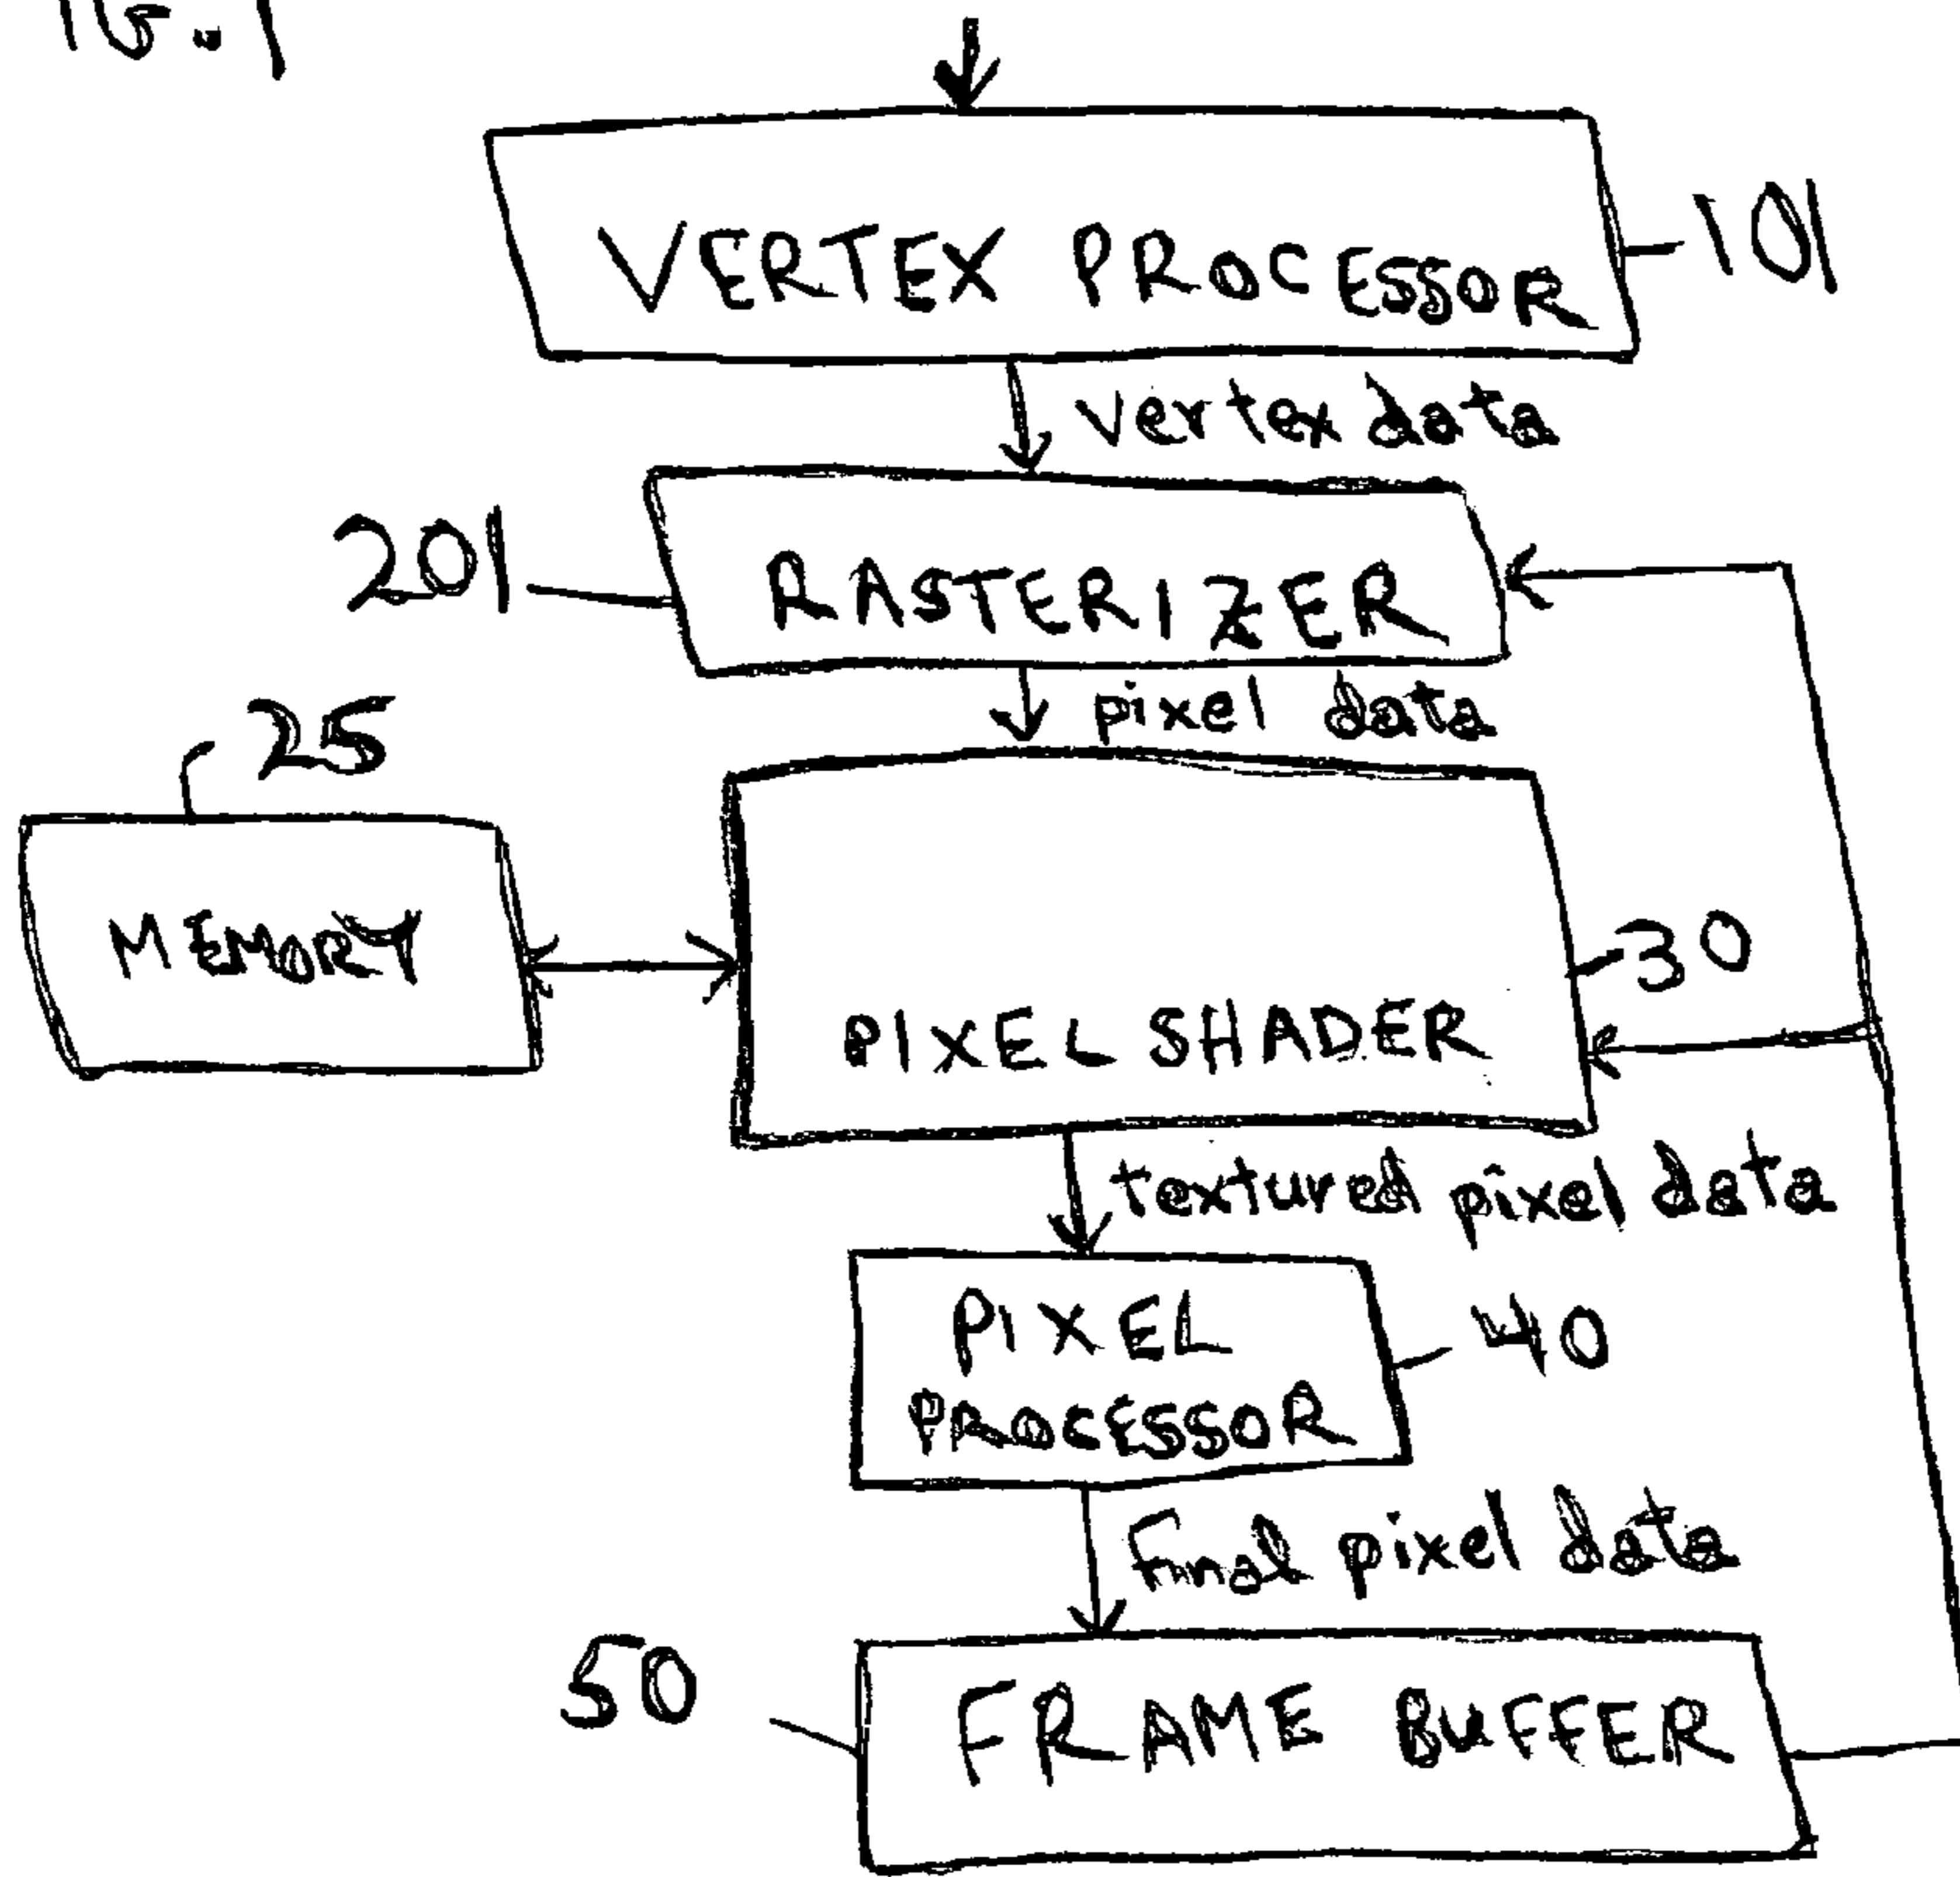 VERTEX PROCESSOR
101
vertex data
201
RASTERIZER
pixel data
25
MEMORY
30
PIXEL SHADER
textured pixel data
PIXEL
PROCESSOR
40
Final pixel data
50
FRAME BUFFER